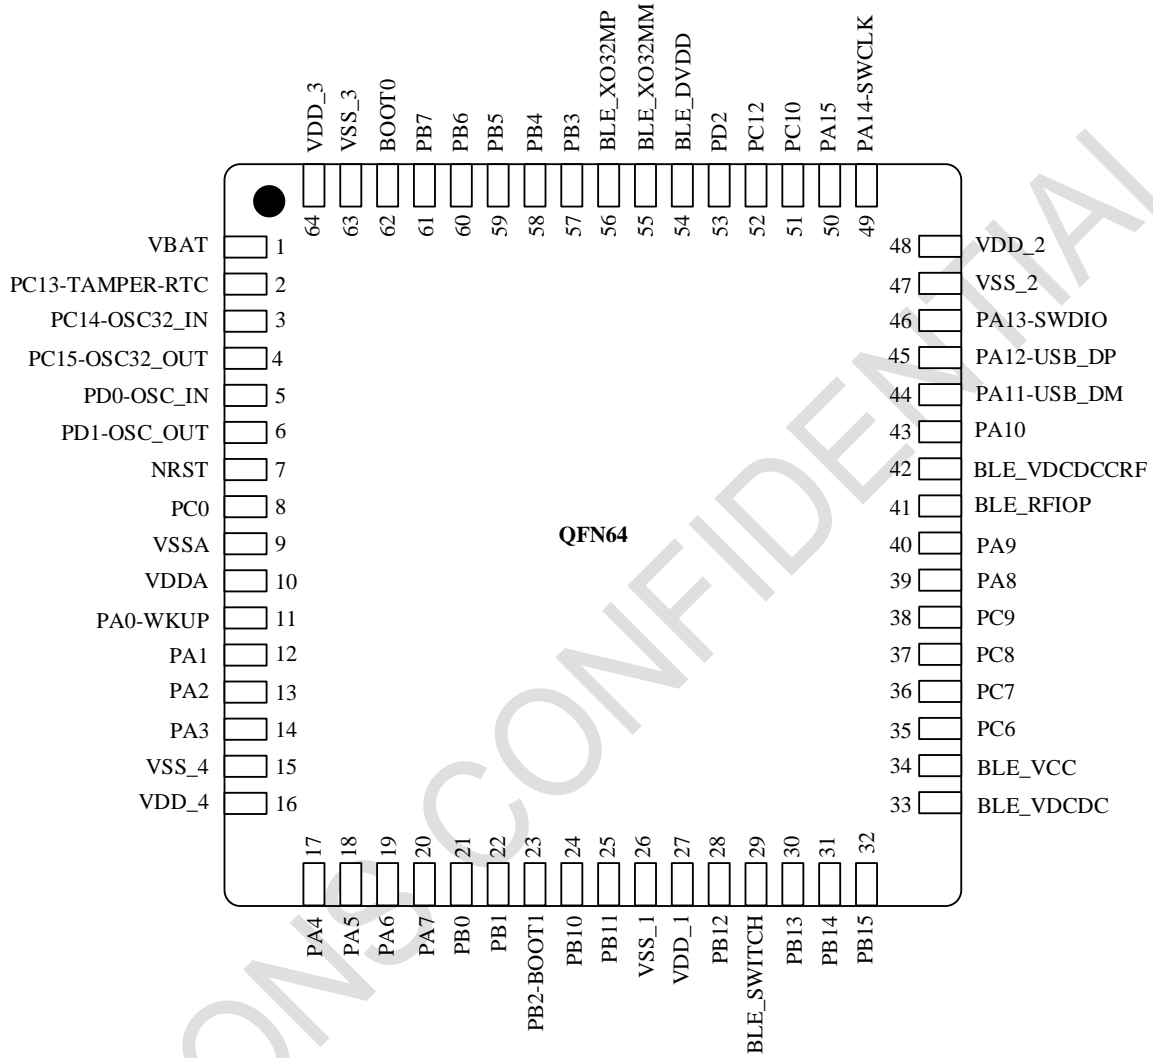 VDD_3
VSS_3
BOOT0
PB7
PB6
PB5
PB4
PB3
BLE_XO32MP
BLE_XO32MM
BLE_DVDD
PD2
PC12
PC10
PA15
PA14-SWCLK
64
63
62
61
60
59
58
57
56
55
54
53
52
51
50
49
VBAT 1
PC13-TAMPER-RTC 2
PC14-OSC32_IN 3
PC15-OSC32_OUT 4
PD0-OSC_IN 5
PD1-OSC_OUT 6
NRST 7
PC0 8
VSSA 9
VDDA 10
PA0-WKUP 11
PA1 12
PA2 13
PA3 14
VSS_4 15
VDD_4 16
QFN64
48 VDD_2
47 VSS_2
46 PA13-SWDIO
45 PA12-USB_DP
44 PA11-USB_DM
43 PA10
42 BLE_VDCDCCRF
41 BLE_RFIOP
40 PA9
39 PA8
38 PC9
37 PC8
36 PC7
35 PC6
34 BLE_VCC
33 BLE_VDCDC
17
18
19
20
21
22
23
24
25
26
27
28
29
30
31
32
PA4
PA5
PA6
PA7
PB0
PB1
PB2-BOOT1
PB10
PB11
VSS_1
VDD_1
PB12
BLE_SWITCH
PB13
PB14
PB15
ONS CONFIDENTIAL